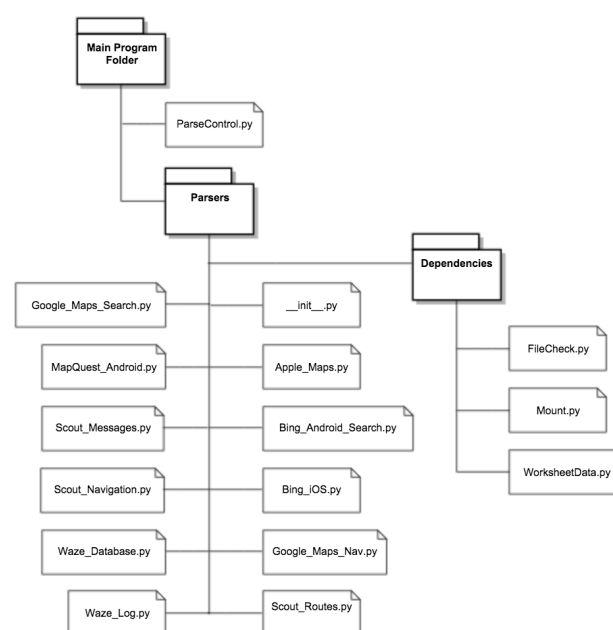 Main Program
Folder
ParseControl.py
Parsers
Dependencies
Google_Maps_Search.py
__init__.py
FileCheck.py
MapQuest_Android.py
Apple_Maps.py
Mount.py
Scout_Messages.py
Bing_Android_Search.py
WorksheetData.py
Scout_Navigation.py
Bing_iOS.py
Waze_Database.py
Google_Maps_Nav.py
Waze_Log.py
Scout_Routes.py